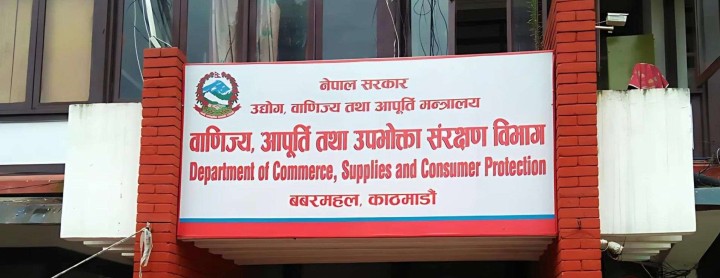 नेपाल सरकार
उद्योग, वाणिज्य तथा आपूर्ति मन्त्रालय
वाणिज्य, आपूर्ति तथा उपभोक्ता संरक्षण विभाग
Department of Commerce, Supplies and Consumer Protection
बबरमहल, काठमाडौं